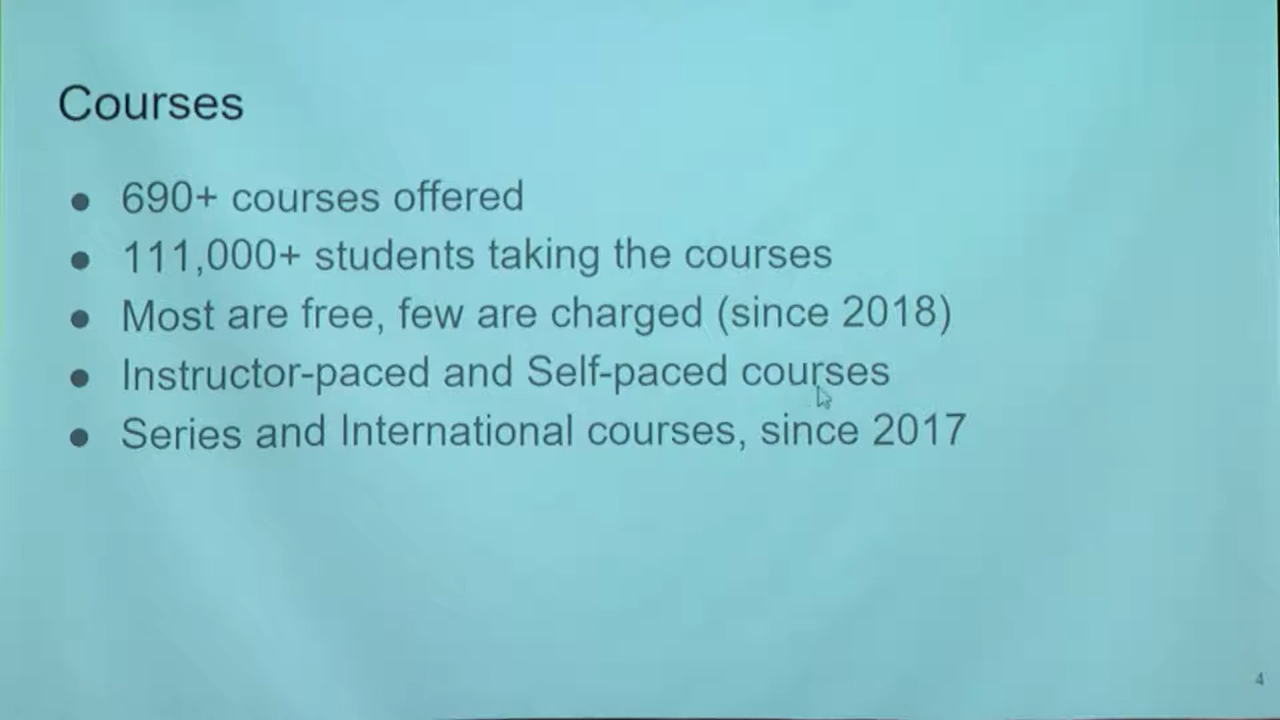 Courses
● 690+ courses offered
● 111,000+ students taking the courses
● Most are free, few are charged (since 2018)
● Instructor-paced and Self-paced courses
● Series and International courses, since 2017
4